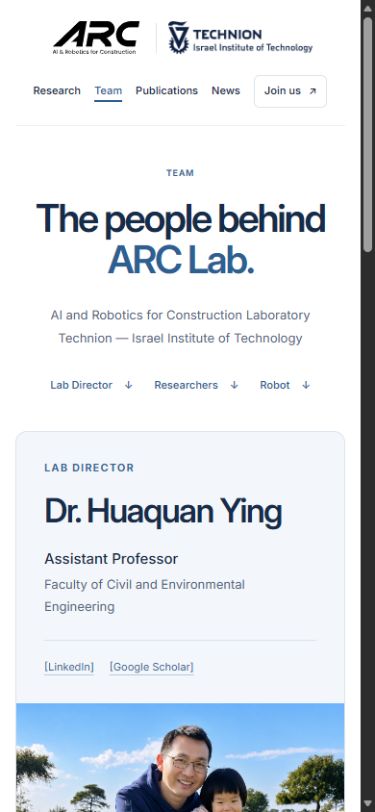 ARC
AI & Robotics for Construction
TECHNION
Israel Institute of Technology
Research Team Publications News Join us ↗
TEAM
The people behind
ARC Lab.
AI and Robotics for Construction Laboratory
Technion — Israel Institute of Technology
Lab Director ↓ Researchers ↓ Robot ↓
LAB DIRECTOR
Dr. Huaquan Ying
Assistant Professor
Faculty of Civil and Environmental
Engineering
[LinkedIn] [Google Scholar]